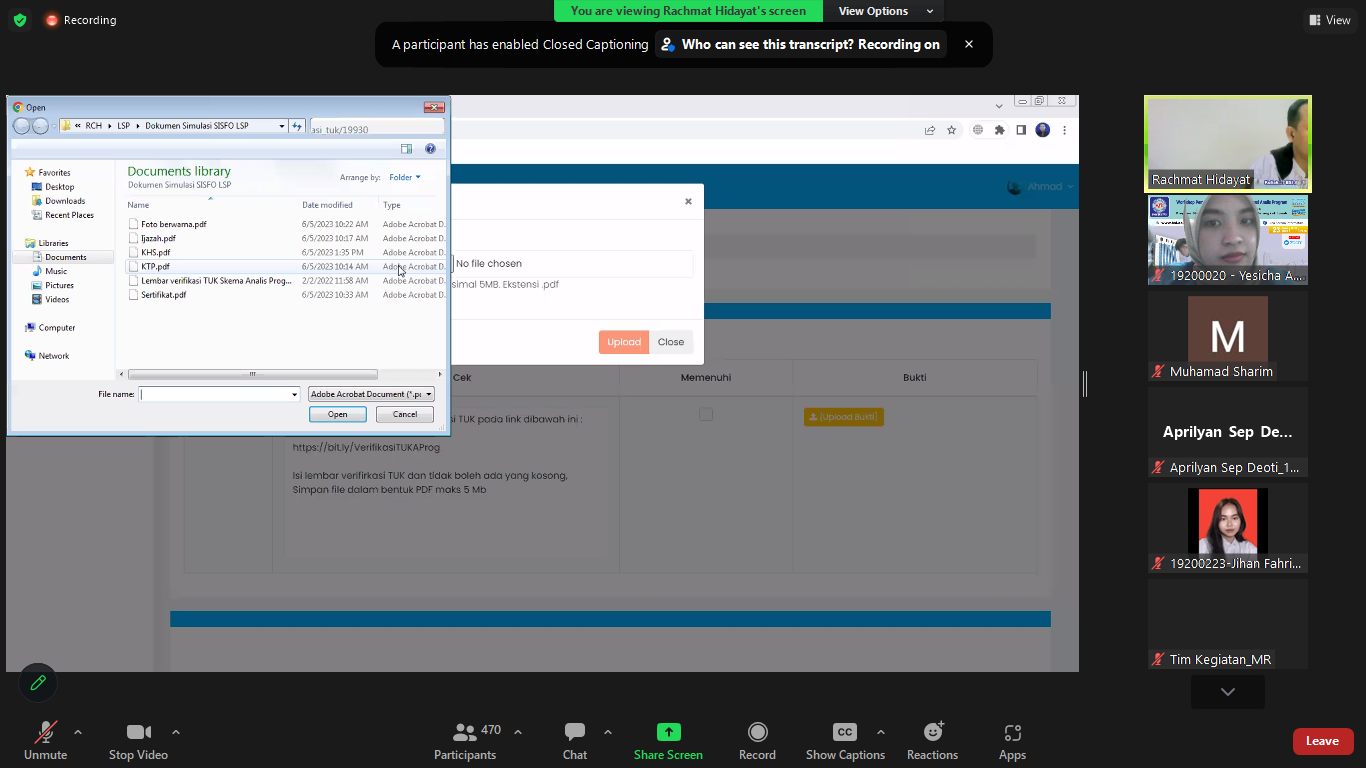 Recording
You are viewing Rachmat Hidayat's screen
View Options
View
A participant has enabled Closed Captioning
Who can see this transcript? Recording on
Open
RCH
LSP
Dokumen Simulasi SISFO LSP
asi_tuk/19930
Documents library
Dokumen Simulasi SISFO LSP
Arrange by: Folder
Name
Date modified
Type
Favorites
Desktop
Downloads
Recent Places
Libraries
Documents
Music
Pictures
Videos
Computer
Network
Foto berwarna.pdf 6/5/2023 10:22 AM Adobe Acrobat D...
Ijazah.pdf 6/5/2023 10:17 AM Adobe Acrobat D...
KHS.pdf 6/5/2023 1:35 PM Adobe Acrobat D...
KTP.pdf 6/5/2023 10:14 AM Adobe Acrobat D...
Lembar verifikasi TUK Skema Analis Prog... 2/2/2022 11:58 AM Adobe Acrobat D...
Sertifikat.pdf 6/5/2023 10:33 AM Adobe Acrobat D...
File name:
Adobe Acrobat Document (*.p
Open
Cancel
Ahmad
No file chosen
simal 5MB. Ekstensi .pdf
Upload
Close
Cek
Memenuhi
Bukti
si TUK pada link dibawah ini :
https://bit.ly/VerifikasiTUKAProg
Isi lembar verifirkasi TUK dan tidak boleh ada yang kosong,
Simpan file dalam bentuk PDF maks 5 Mb
[Upload Bukti]
Rachmat Hidayat
19200020 - Yesicha A...
M
Muhamad Sharim
Aprilyan Sep De...
Aprilyan Sep Deoti_1...
19200223-Jihan Fahri...
Tim Kegiatan_MR
Unmute
Stop Video
Participants
470
Chat
Share Screen
Record
CC
Show Captions
Reactions
Apps
Leave